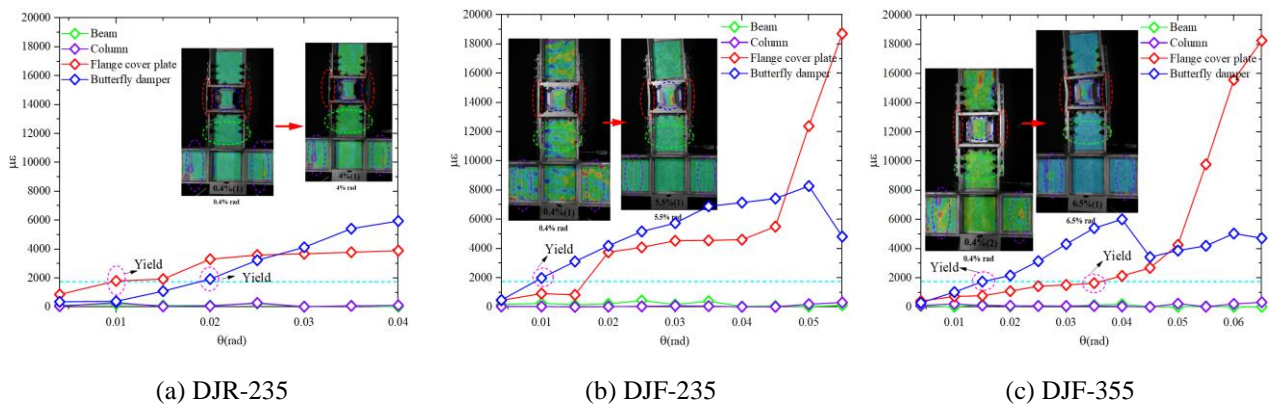 20000
18000
16000
14000
12000
10000
8000
6000
4000
2000
0
με
Beam
Column
Flange cover plate
Butterfly damper
0.4%(1)
0.4% rad
4%(1)
4% rad
Yield
Yield
0.01 0.02 0.03 0.04
θ(rad)
(a) DJR-235
20000
18000
16000
14000
12000
10000
8000
6000
4000
2000
0
με
Beam
Column
Flange cover plate
Butterfly damper
0.4%(1)
0.4% rad
5.5%(1)
5.5% rad
Yield
0.01 0.02 0.03 0.04 0.05
θ(rad)
(b) DJF-235
20000
18000
16000
14000
12000
10000
8000
6000
4000
2000
0
με
Beam
Column
Flange cover plate
Butterfly damper
0.4%(2)
0.4% rad
6.5%(1)
6.5% rad
Yield
Yield
0.01 0.02 0.03 0.04 0.05 0.06
θ(rad)
(c) DJF-355